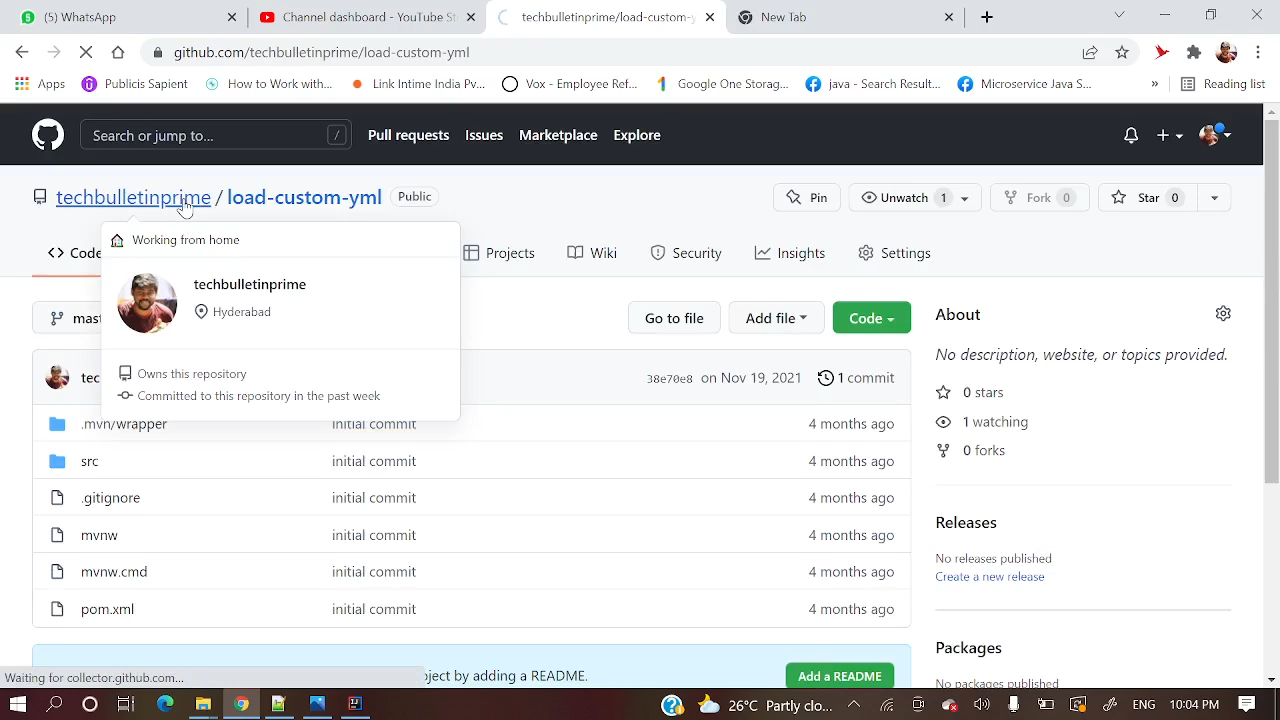 (5) WhatsApp
Channel dashboard - YouTube St
techbulletinprime/load-custom-y
New Tab
github.com/techbulletinprime/load-custom-yml
Apps
Publicis Sapient
How to Work with...
Link Intime India Pv...
Vox - Employee Ref...
Google One Storag...
java - Search Result...
Microservice Java S...
»
Reading list
Search or jump to...
/
Pull requests
Issues
Marketplace
Explore
techbulletinprime / load-custom-yml
Public
Pin
Unwatch 1
Fork 0
Star 0
Working from home
techbulletinprime
Hyderabad
Owns this repository
Committed to this repository in the past week
<> Code
Projects
Wiki
Security
Insights
Settings
mast
Go to file
Add file
Code
tec
38e70e8 on Nov 19, 2021
1 commit
.mvn/wrapper initial commit 4 months ago
src initial commit 4 months ago
.gitignore initial commit 4 months ago
mvnw initial commit 4 months ago
mvnw.cmd initial commit 4 months ago
pom.xml initial commit 4 months ago
oject by adding a README.
Add a README
About
No description, website, or topics provided.
0 stars
1 watching
0 forks
Releases
No releases published
Create a new release
Packages
No packages published
Waiting for collector.github.com...
26°C Partly clo...
ENG
10:04 PM